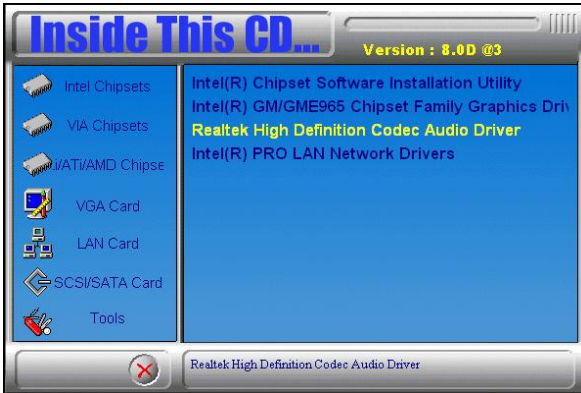 Inside This CD...
Version : 8.0D @3
Intel Chipsets
VIA Chipsets
i/ATi/AMD Chipse
VGA Card
LAN Card
SCSI/SATA Card
Tools
Intel(R) Chipset Software Installation Utility
Intel(R) GM/GME965 Chipset Family Graphics Driv
Realtek High Definition Codec Audio Driver
Intel(R) PRO LAN Network Drivers
Realtek High Definition Codec Audio Driver